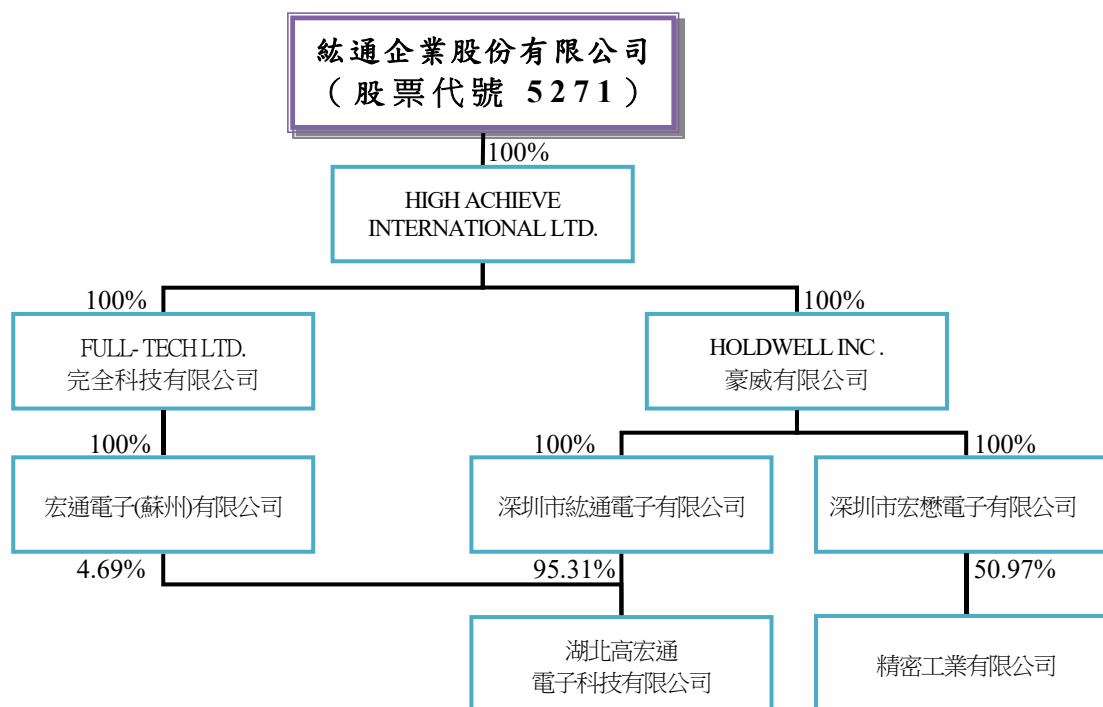 紘通企業股份有限公司
（股票代號 5271）
100%
HIGH ACHIEVE
INTERNATIONAL LTD.
100%
100%
FULL-TECH LTD.
完全科技有限公司
HOLDWELL INC .
豪威有限公司
100%
100%
100%
宏通電子(蘇州)有限公司
深圳市紘通電子有限公司
深圳市宏懋電子有限公司
4.69%
95.31%
50.97%
湖北高宏通
電子科技有限公司
精密工業有限公司